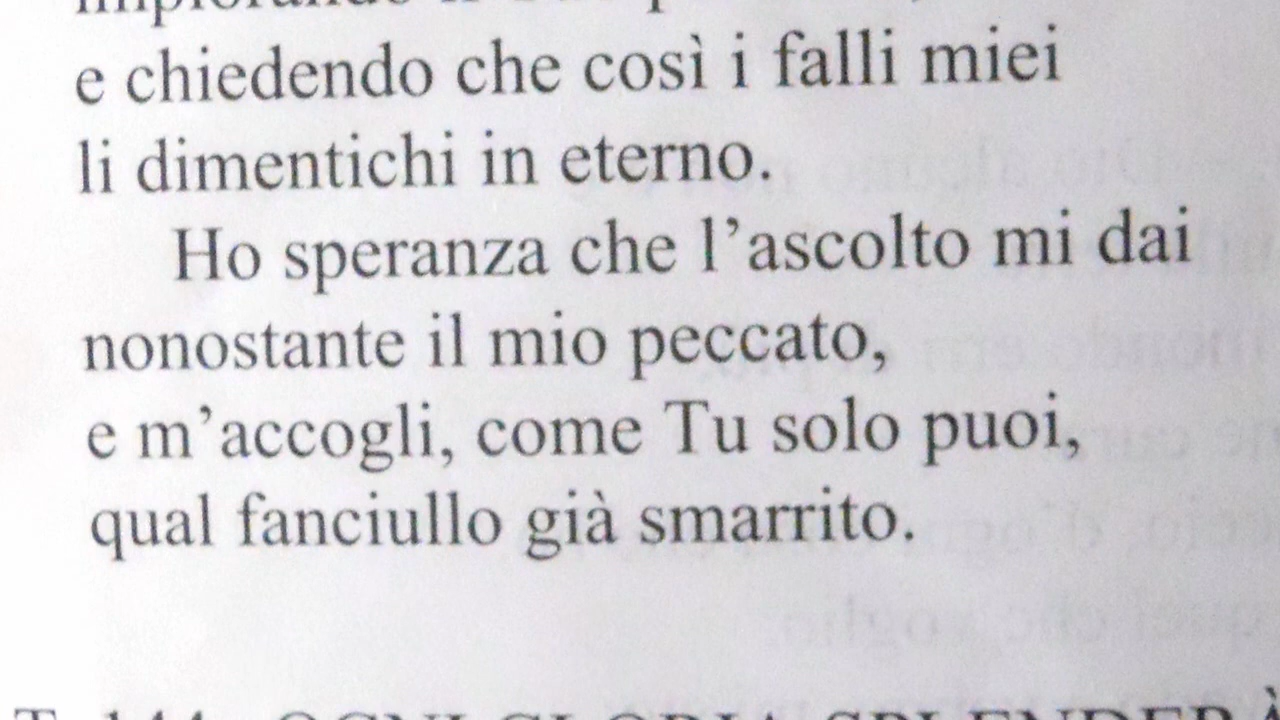 e chiedendo che così i falli miei
li dimentichi in eterno.
Ho speranza che l'ascolto mi dai
nonostante il mio peccato,
e m'accogli, come Tu solo puoi,
qual fanciullo già smarrito.